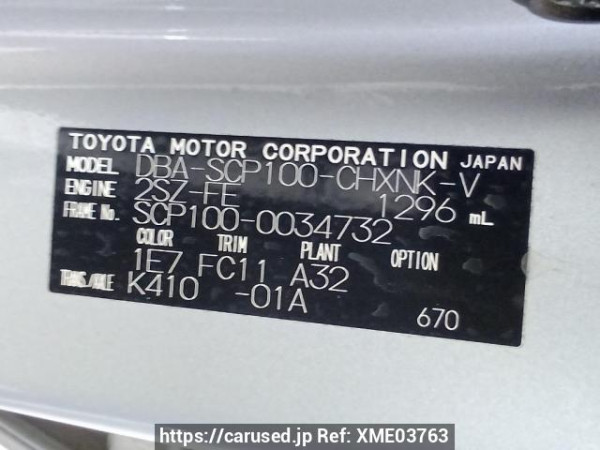 TOYOTA MOTOR CORPORATION JAPAN
MODEL DBA-SCP100-CHXNK-V
ENGINE 2SZ-FE 1296 mL
FRAME No. SCP100-0034732
COLOR TRIM PLANT OPTION
1E7 FC11 A32
TRANS/AXLE K410 -01A
670
https://carused.jp Ref: XME03763